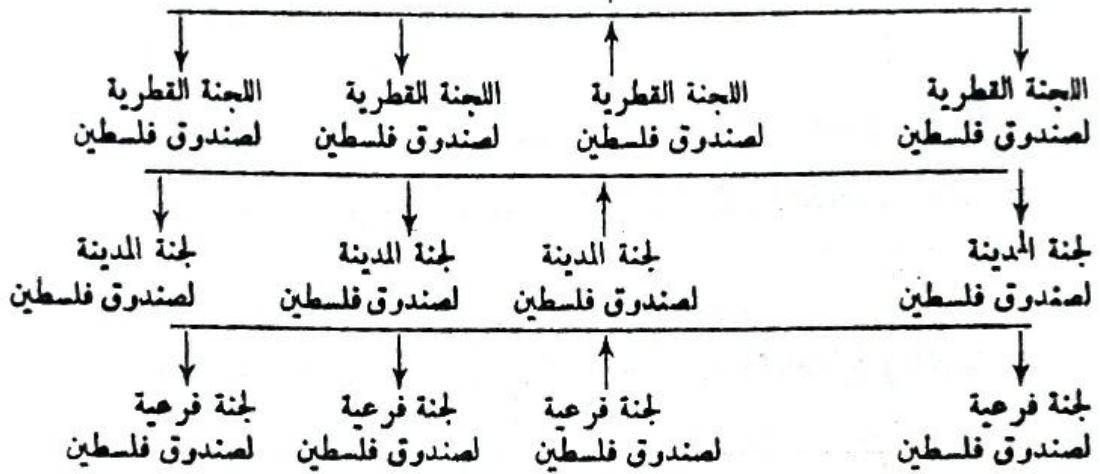 اللجنة القطرية اللجنة القطرية اللجنة القطرية اللجنة القطرية
لصندوق فلسطين لصندوق فلسطين لصندوق فلسطين لصندوق فلسطين
لجنة المدينة لجنة المدينة لجنة المدينة لجنة المدينة
لصندوق فلسطين لصندوق فلسطين لصندوق فلسطين لصندوق فلسطين
لجنة فرعية لجنة فرعية لجنة فرعية لجنة فرعية
لصندوق فلسطين لصندوق فلسطين لصندوق فلسطين لصندوق فلسطين